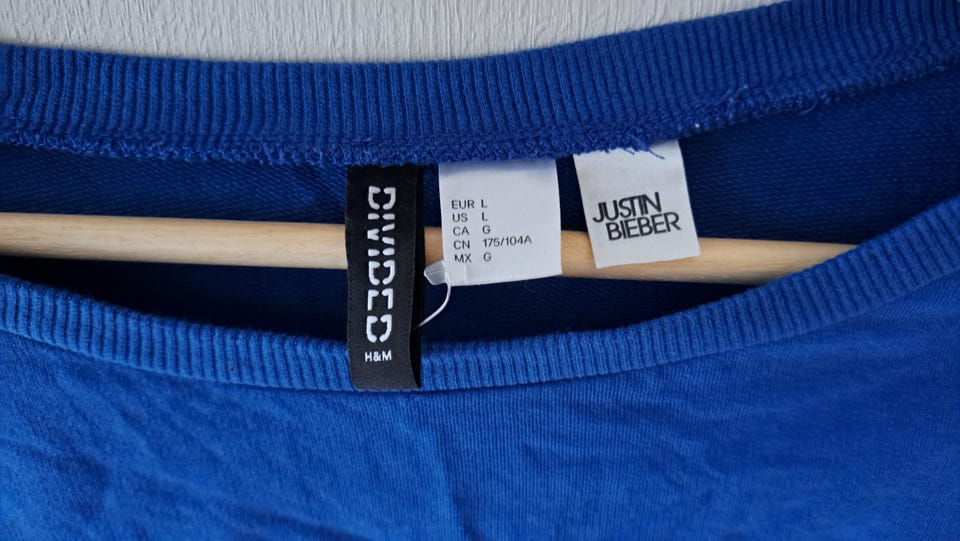 DIVIDED
H&M
EUR L
US L
CA G
CN 175/104A
MX G
JUSTIN
BIEBER